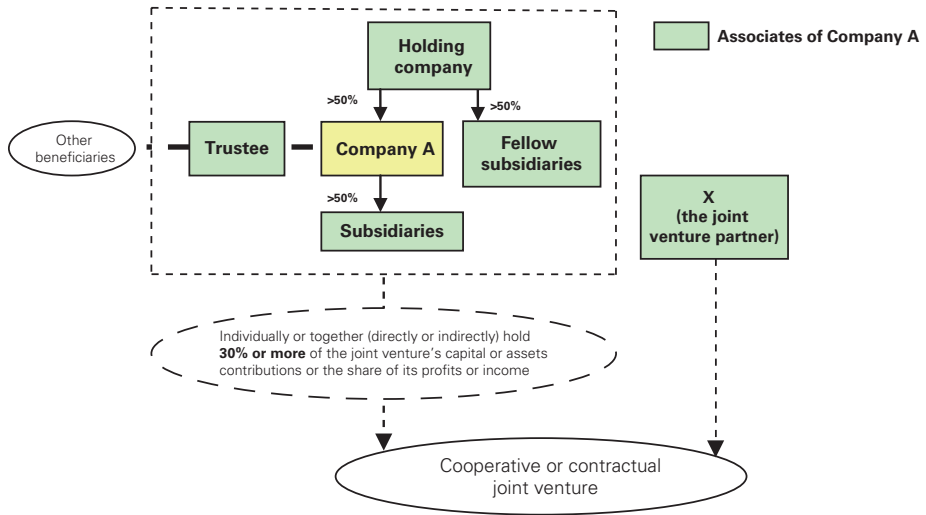 Associates of Company A
Holding
company
>50%
>50%
Other
beneficiaries
Trustee
Company A
Fellow
subsidiaries
>50%
Subsidiaries
X
(the joint
venture partner)
Individually or together (directly or indirectly) hold
30% or more of the joint venture's capital or assets
contributions or the share of its profits or income
Cooperative or contractual
joint venture